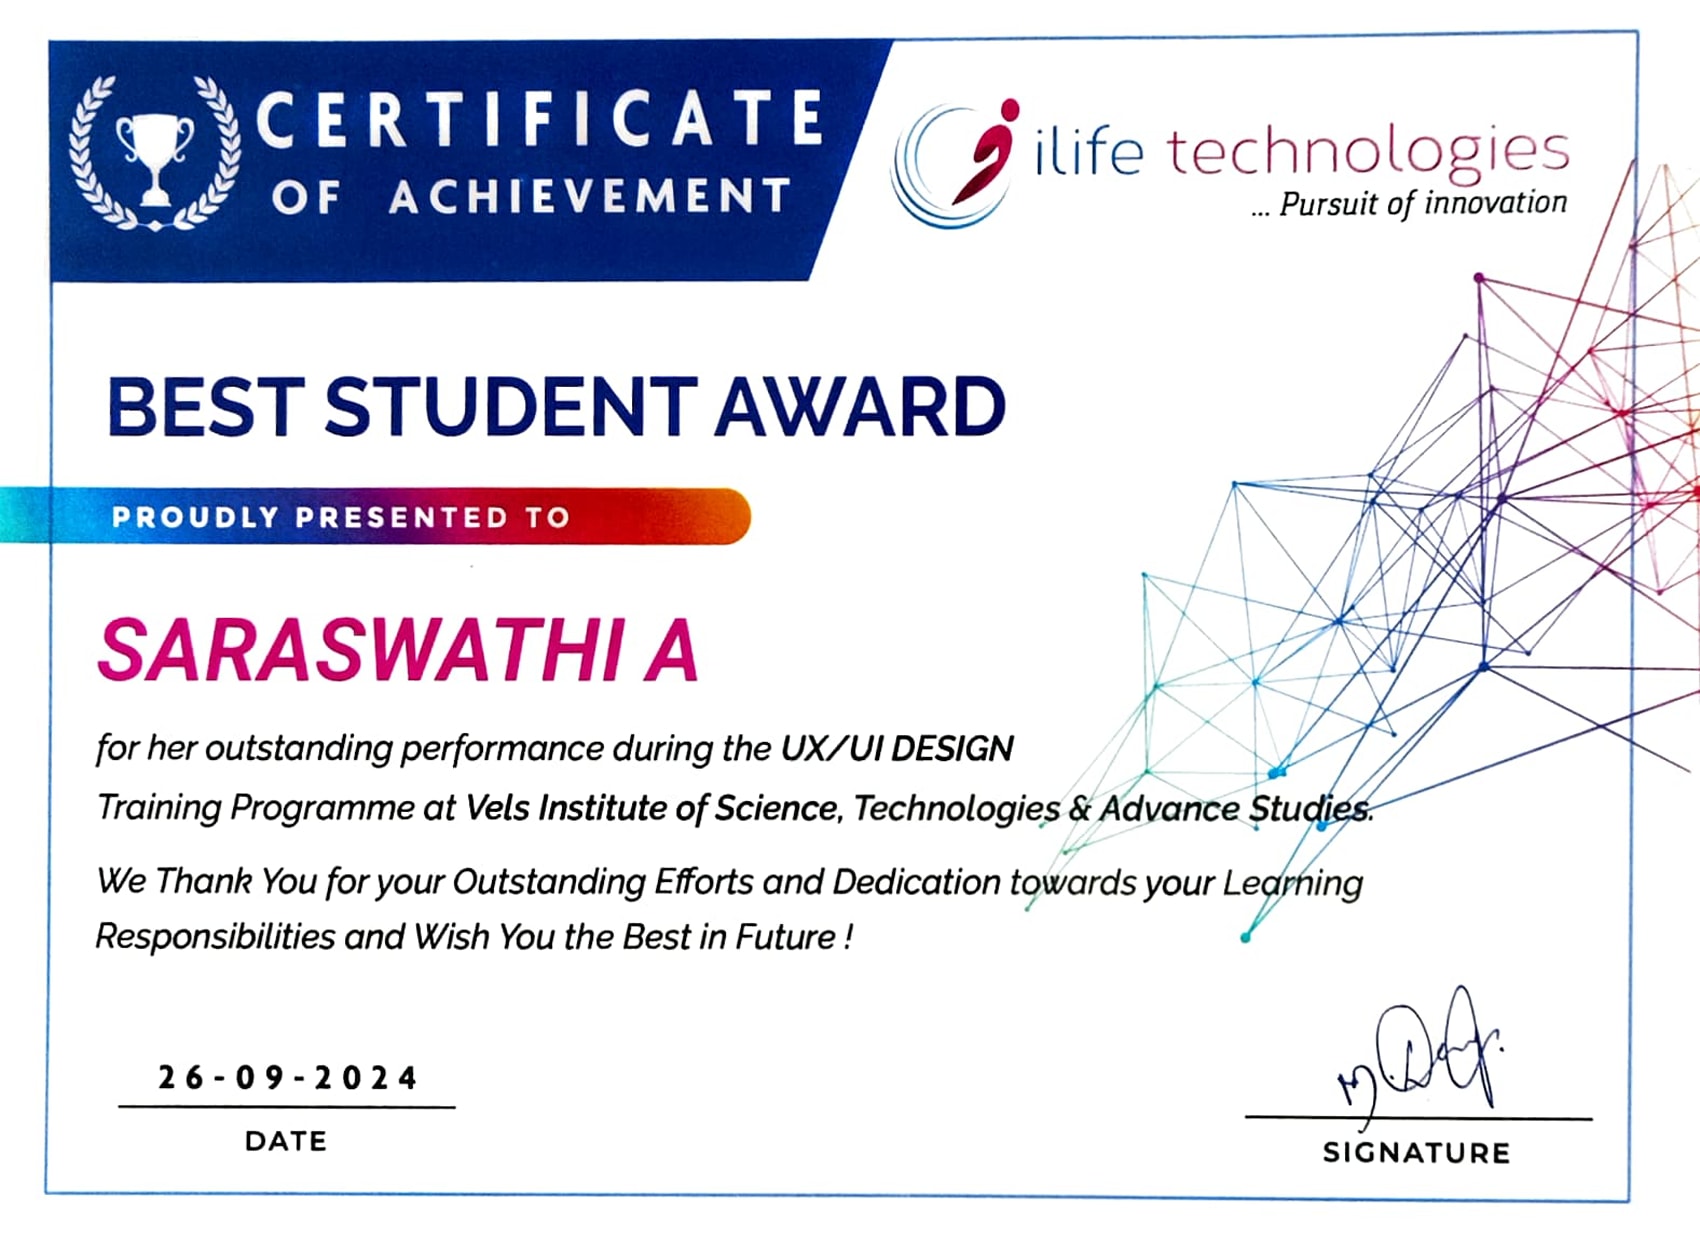 CERTIFICATE
OF ACHIEVEMENT
ilife technologies
... Pursuit of innovation
BEST STUDENT AWARD
PROUDLY PRESENTED TO
SARASWATHI A
for her outstanding performance during the UX/UI DESIGN
Training Programme at Vels Institute of Science, Technologies & Advance Studies.
We Thank You for your Outstanding Efforts and Dedication towards your Learning
Responsibilities and Wish You the Best in Future !
26-09-2024
DATE
SIGNATURE